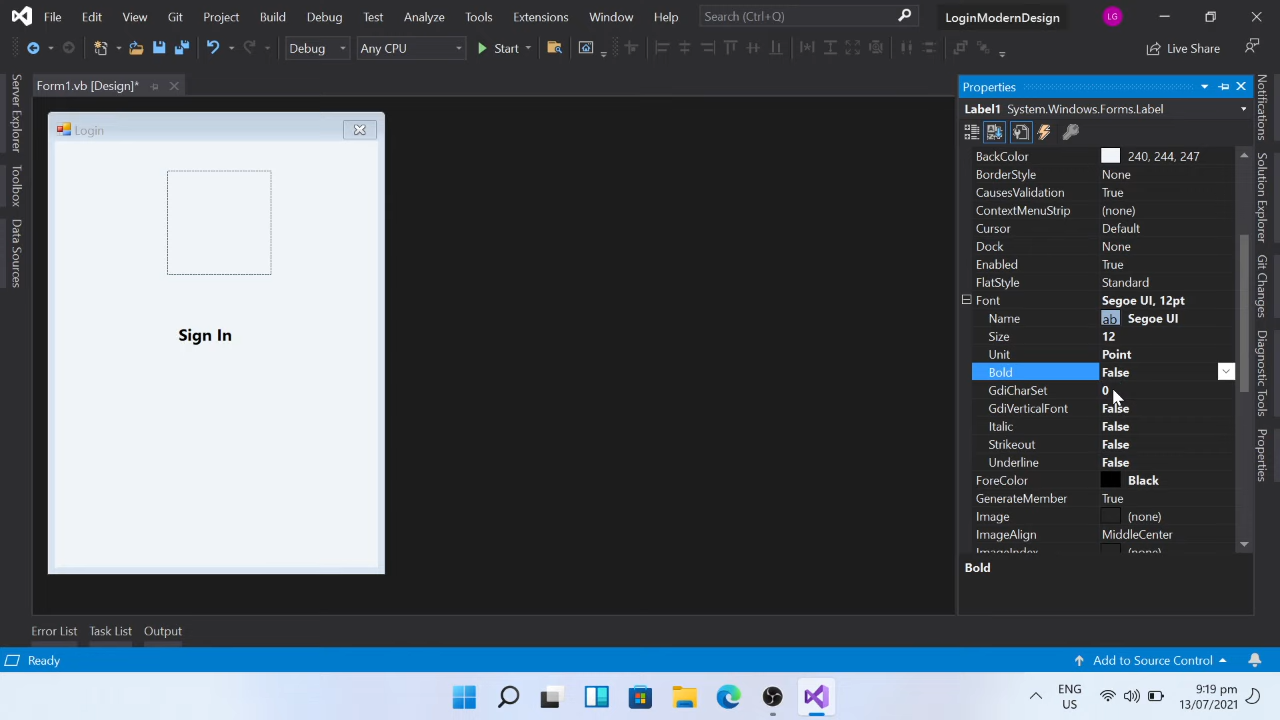 File Edit View Git Project Build Debug Test Analyze Tools Extensions Window Help Search (Ctrl+Q) LoginModernDesign LG
Debug Any CPU Start Live Share
Form1.vb [Design]*
Server Explorer
Toolbox
Data Sources
Login
Sign In
Properties
Label1 System.Windows.Forms.Label
BackColor 240, 244, 247
BorderStyle None
CausesValidation True
ContextMenuStrip (none)
Cursor Default
Dock None
Enabled True
FlatStyle Standard
Font Segoe UI, 12pt
Name ab Segoe UI
Size 12
Unit Point
Bold False
GdiCharSet 0
GdiVerticalFont False
Italic False
Strikeout False
Underline False
ForeColor Black
GenerateMember True
Image (none)
ImageAlign MiddleCenter
ImageIndex (none)
Bold
Notifications
Solution Explorer
Git Changes
Diagnostic Tools
Properties
Error List Task List Output
Ready Add to Source Control
ENG
US
9:19 pm
13/07/2021